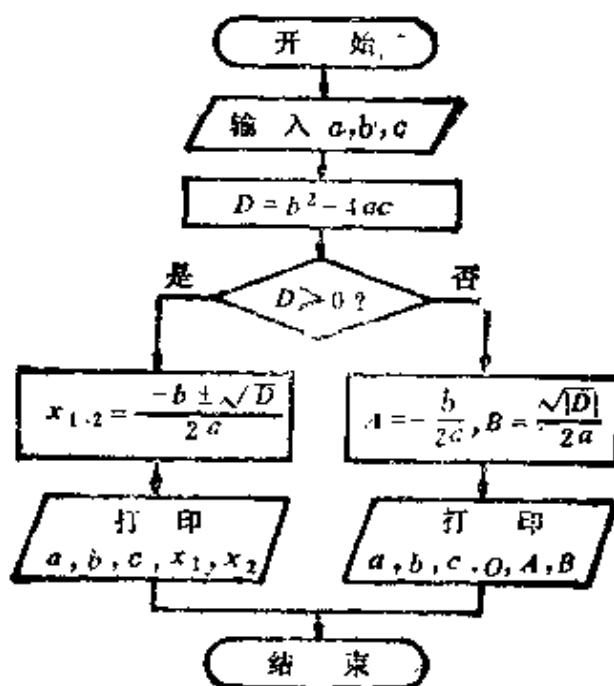 开 始
输 入 a,b,c
D = b² − 4ac
是
否
D ⩾ 0 ?
x₁,₂ = (−b ± √D) / 2a
A = − b/2a, B = √|D| / 2a
打 印
a, b, c, x₁, x₂
打 印
a, b, c, 0, A, B
结 束